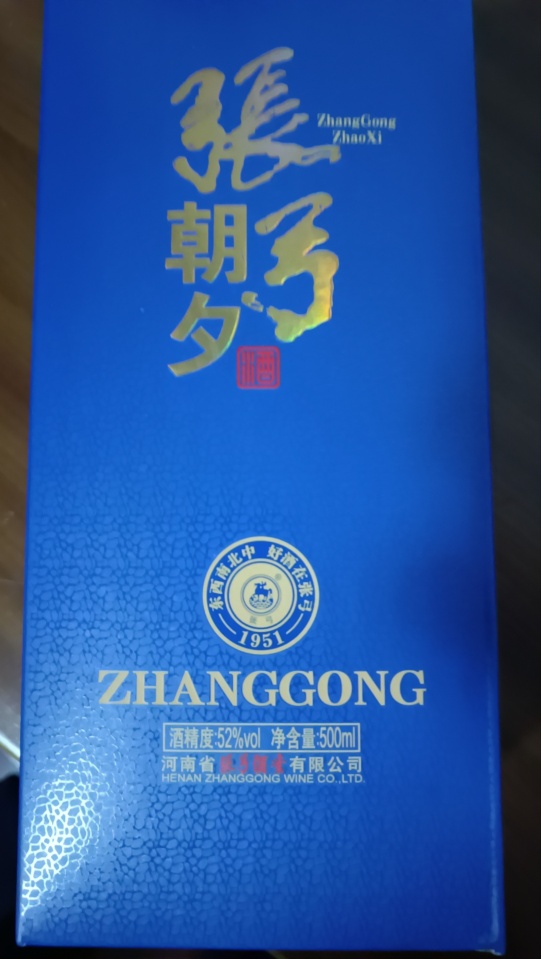 張弓
ZhangGong
ZhaoXi
朝夕
酒
东西南北中 好酒在张弓
1951
ZHANGGONG
酒精度:52%vol 净含量:500ml
河南省张弓酿酒有限公司
HENAN ZHANGGONG WINE CO.,LTD.